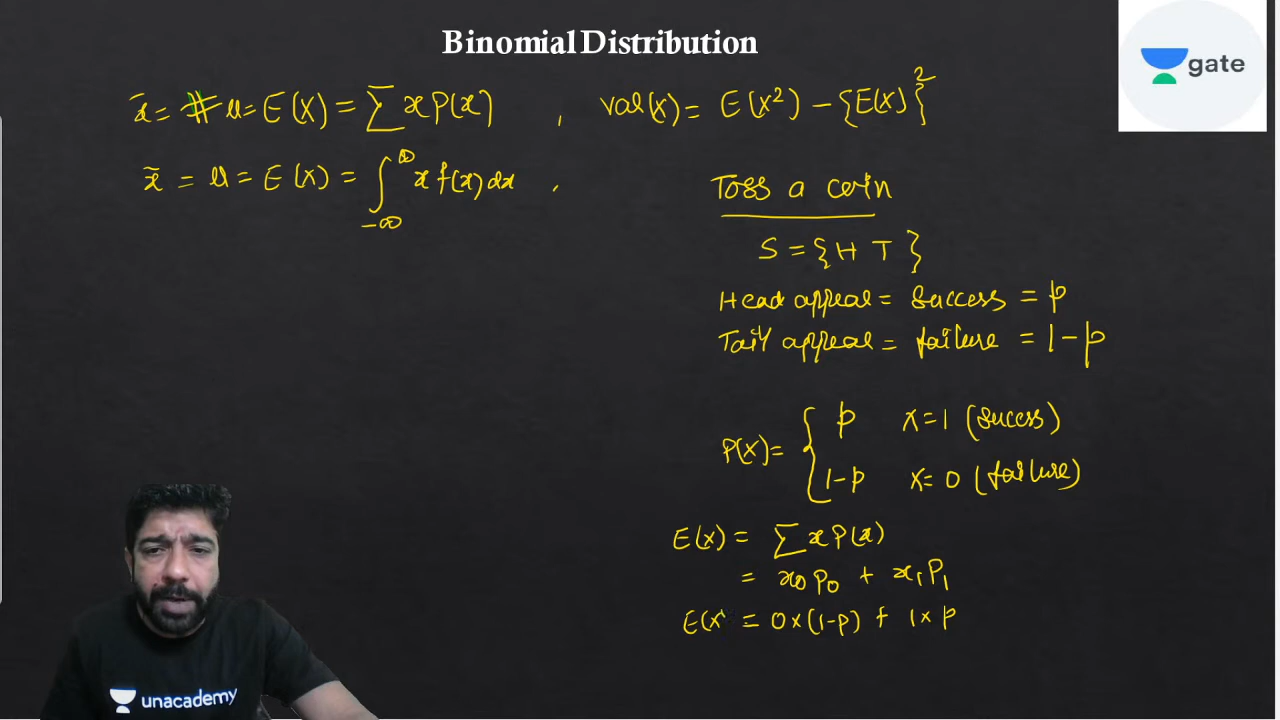 Binomial Distribution
gate
x̄ = μ = E(X) = Σ x P(x) , var(X) = E(X²) – {E(X)}²
x̄ = μ = E(X) = ∫_{-∞}^{∞} x f(x) dx ,
Toss a coin
S = {H T}
Head appear = Success = p
Tail appear = failure = 1 – p
P(X) = { p X = 1 (Success)
1-p X = 0 (failure)
E(X) = Σ x P(x)
= x₀ P₀ + x₁ P₁
E(X = 0 × (1-p) + 1 × p
unacademy